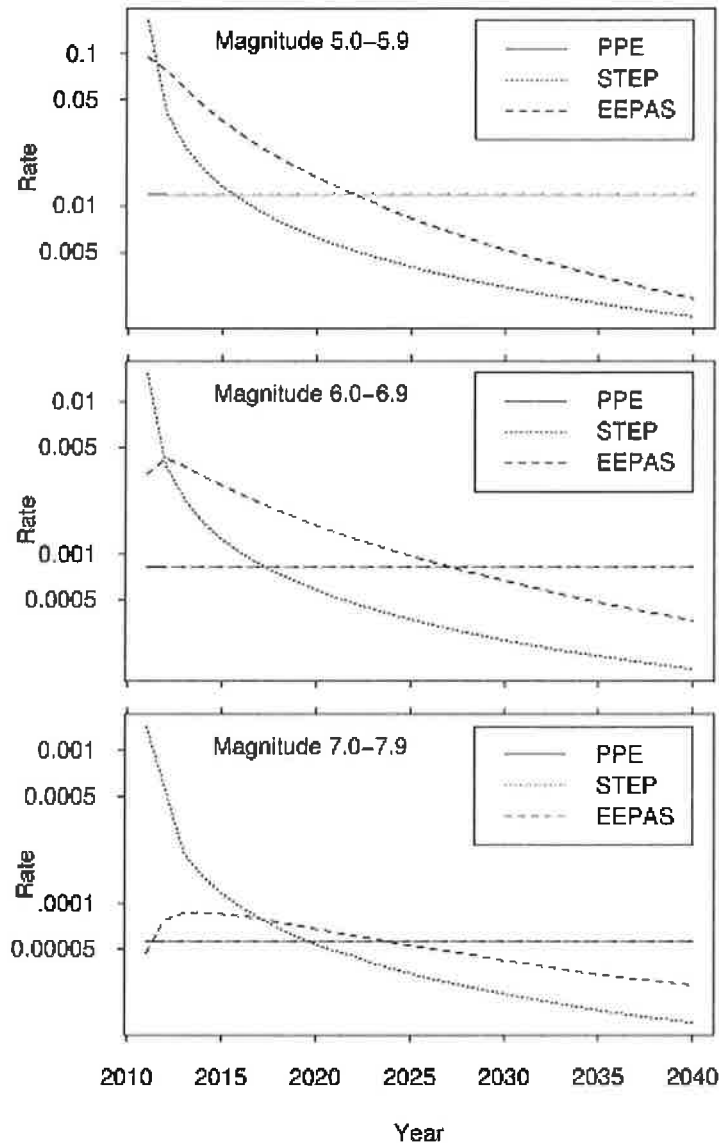 Magnitude 5.0–5.9
PPE
STEP
EEPAS
0.1
0.05
0.01
0.005
Rate
Magnitude 6.0–6.9
PPE
STEP
EEPAS
0.01
0.005
0.001
0.0005
Rate
Magnitude 7.0–7.9
PPE
STEP
EEPAS
0.001
0.0005
.0001
0.00005
Rate
2010 2015 2020 2025 2030 2035 2040
Year